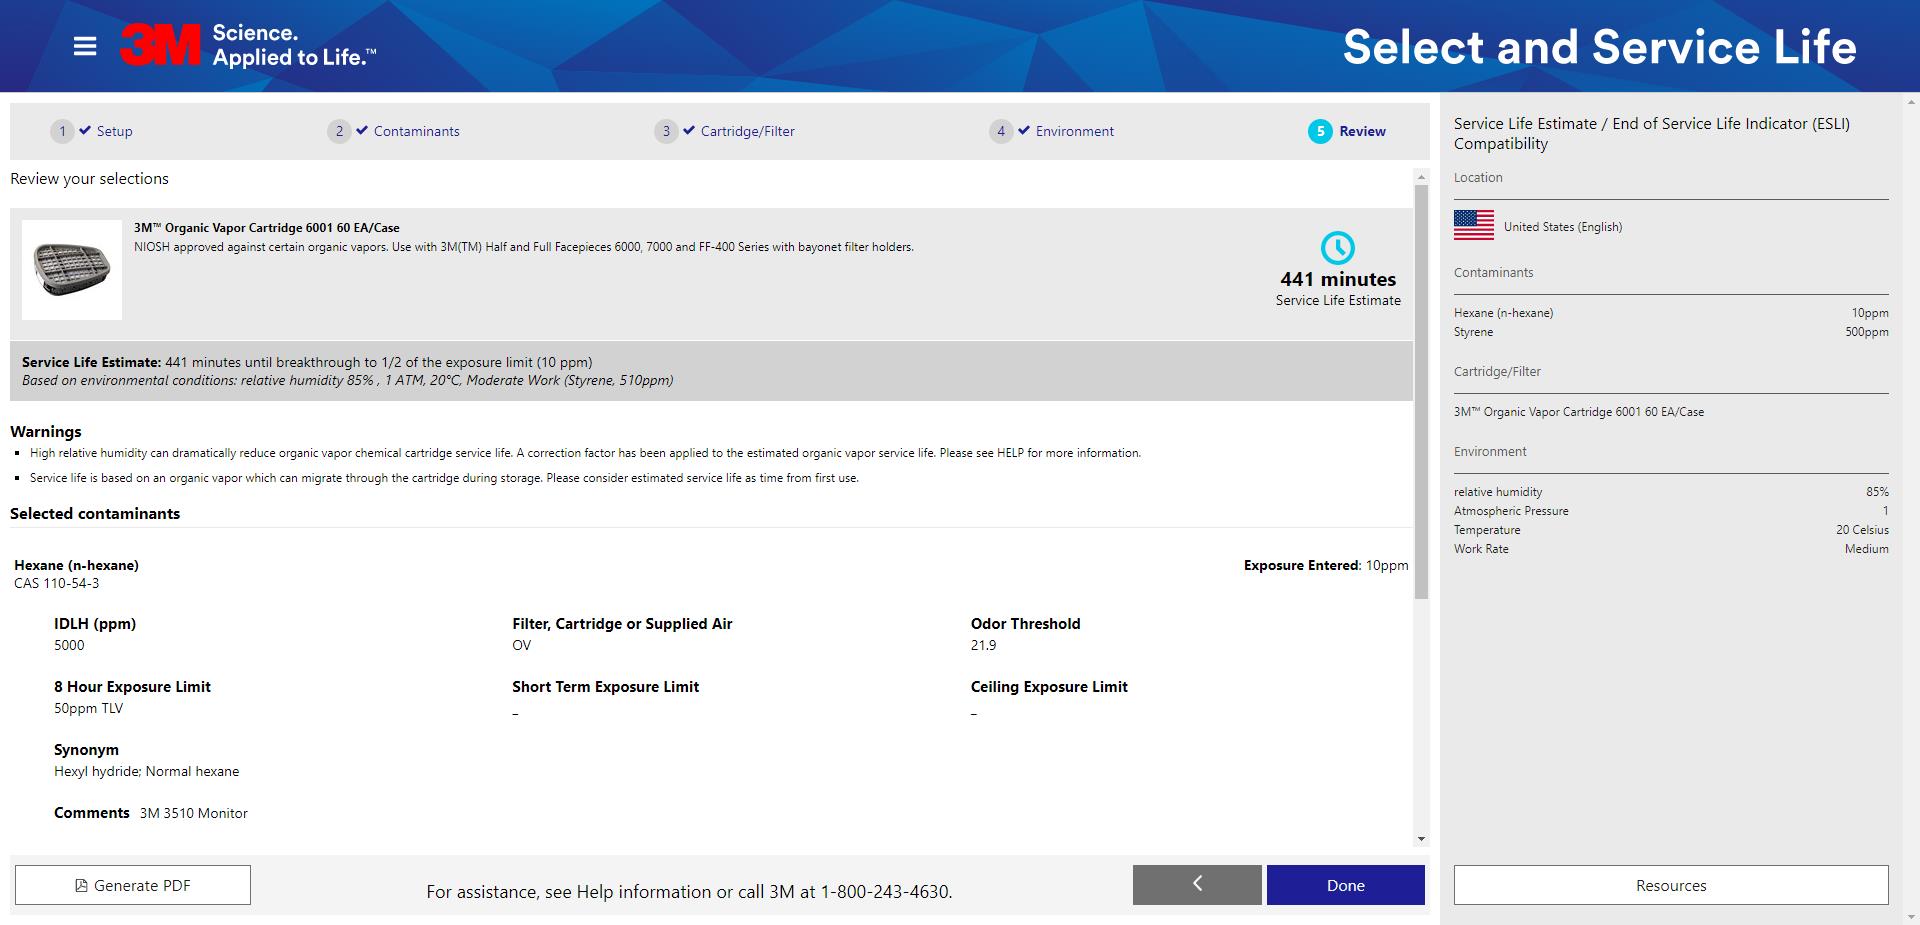 3M Science.
Applied to Life.™
Select and Service Life
1 Setup
2 Contaminants
3 Cartridge/Filter
4 Environment
5 Review
Review your selections
3M™ Organic Vapor Cartridge 6001 60 EA/Case
NIOSH approved against certain organic vapors. Use with 3M(TM) Half and Full Facepieces 6000, 7000 and FF-400 Series with bayonet filter holders.
441 minutes
Service Life Estimate
Service Life Estimate: 441 minutes until breakthrough to 1/2 of the exposure limit (10 ppm)
Based on environmental conditions: relative humidity 85% , 1 ATM, 20°C, Moderate Work (Styrene, 510ppm)
Warnings
▪ High relative humidity can dramatically reduce organic vapor chemical cartridge service life. A correction factor has been applied to the estimated organic vapor service life. Please see HELP for more information.
▪ Service life is based on an organic vapor which can migrate through the cartridge during storage. Please consider estimated service life as time from first use.
Selected contaminants
Hexane (n-hexane) Exposure Entered: 10ppm
CAS 110-54-3
IDLH (ppm) Filter, Cartridge or Supplied Air Odor Threshold
5000 OV 21.9
8 Hour Exposure Limit Short Term Exposure Limit Ceiling Exposure Limit
50ppm TLV – –
Synonym
Hexyl hydride; Normal hexane
Comments 3M 3510 Monitor
Generate PDF
For assistance, see Help information or call 3M at 1-800-243-4630.
Done
Service Life Estimate / End of Service Life Indicator (ESLI)
Compatibility
Location
United States (English)
Contaminants
Hexane (n-hexane) 10ppm
Styrene 500ppm
Cartridge/Filter
3M™ Organic Vapor Cartridge 6001 60 EA/Case
Environment
relative humidity 85%
Atmospheric Pressure 1
Temperature 20 Celsius
Work Rate Medium
Resources